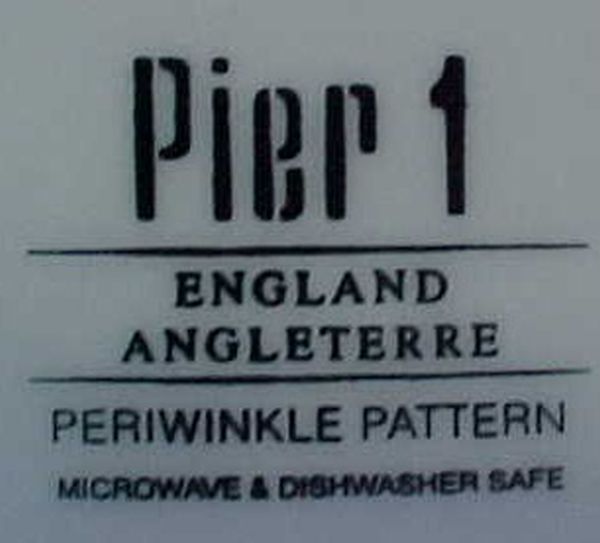 Pier 1
ENGLAND
ANGLETERRE
PERIWINKLE PATTERN
MICROWAVE & DISHWASHER SAFE